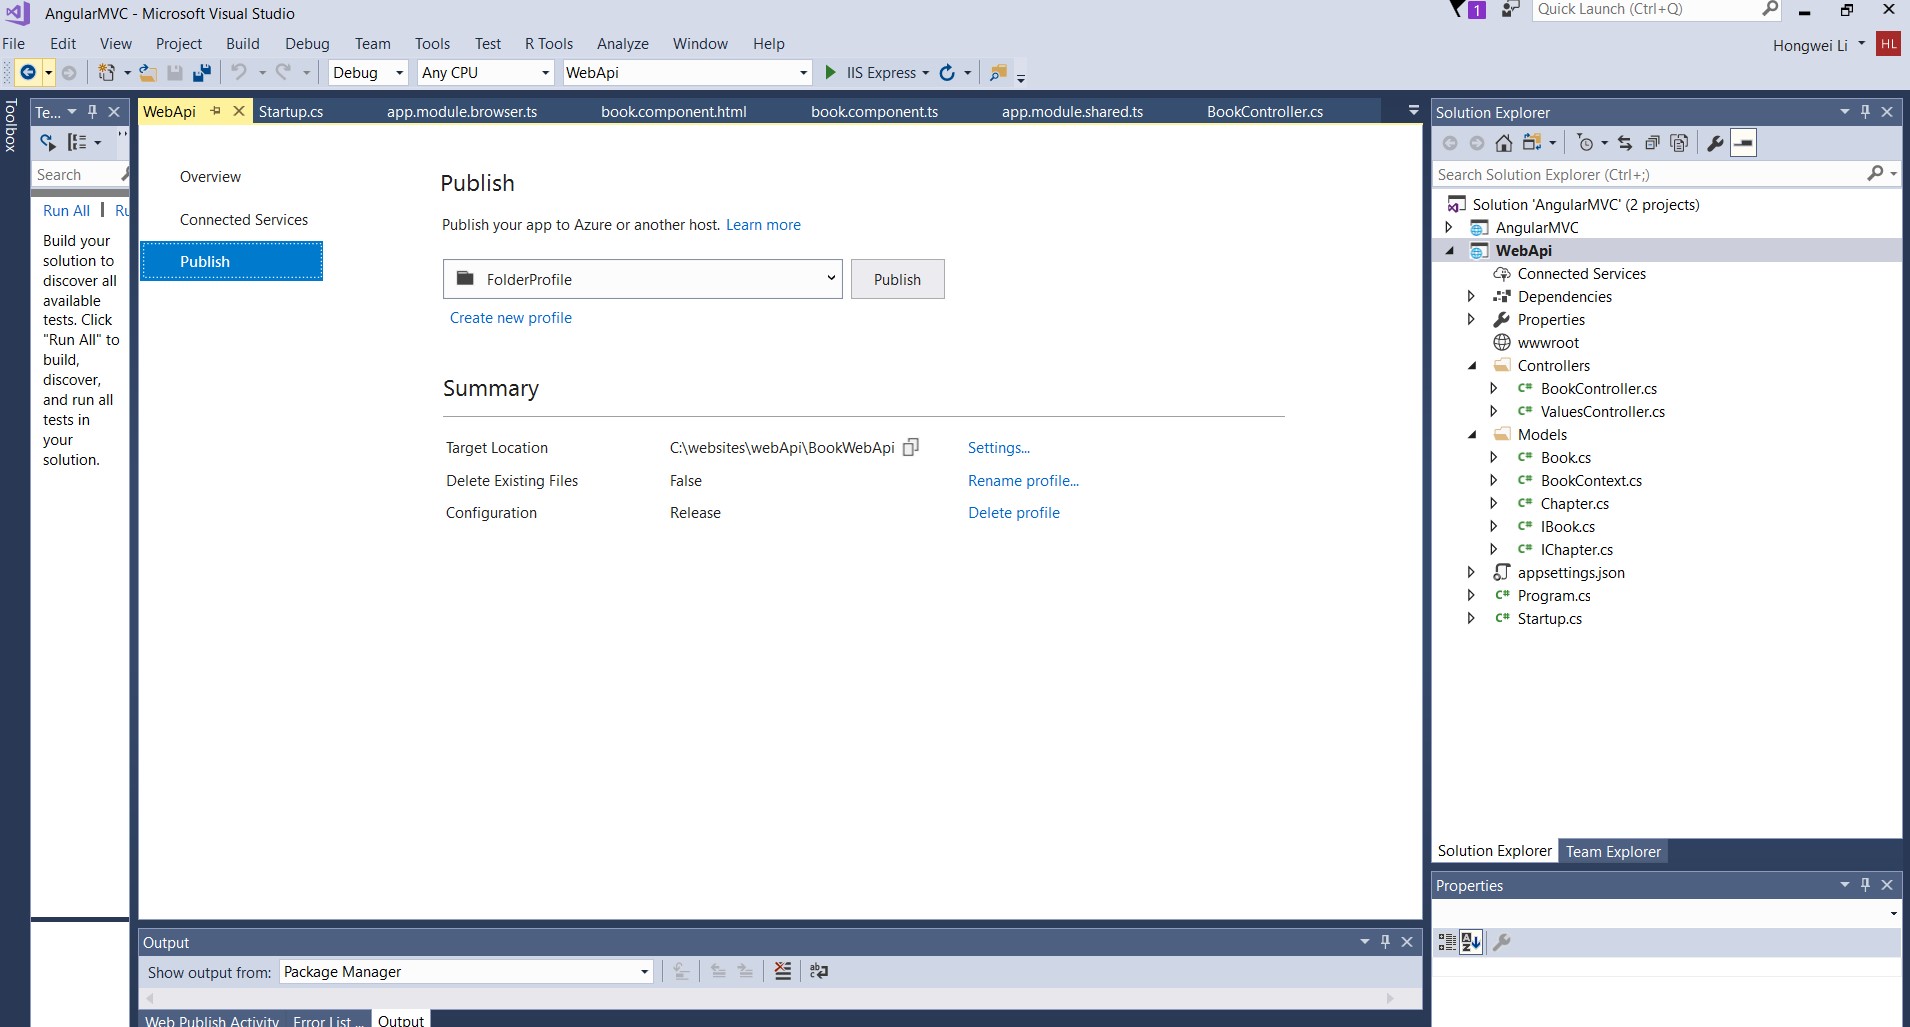 AngularMVC - Microsoft Visual Studio
1
Quick Launch (Ctrl+Q)
File Edit View Project Build Debug Team Tools Test R Tools Analyze Window Help
Hongwei Li HL
Debug Any CPU WebApi IIS Express
Toolbox
Te...
Search
Run All
Build your
solution to
discover all
available
tests. Click
"Run All" to
build,
discover,
and run all
tests in
your
solution.
WebApi Startup.cs app.module.browser.ts book.component.html book.component.ts app.module.shared.ts BookController.cs
Overview
Connected Services
Publish
Publish
Publish your app to Azure or another host. Learn more
FolderProfile
Publish
Create new profile
Summary
Target Location C:\websites\webApi\BookWebApi Settings...
Delete Existing Files False Rename profile...
Configuration Release Delete profile
Output
Show output from: Package Manager
Web Publish Activity Error List ... Output
Solution Explorer
Search Solution Explorer (Ctrl+;)
Solution 'AngularMVC' (2 projects)
AngularMVC
WebApi
Connected Services
Dependencies
Properties
wwwroot
Controllers
C# BookController.cs
C# ValuesController.cs
Models
C# Book.cs
C# BookContext.cs
C# Chapter.cs
C# IBook.cs
C# IChapter.cs
appsettings.json
C# Program.cs
C# Startup.cs
Solution Explorer Team Explorer
Properties